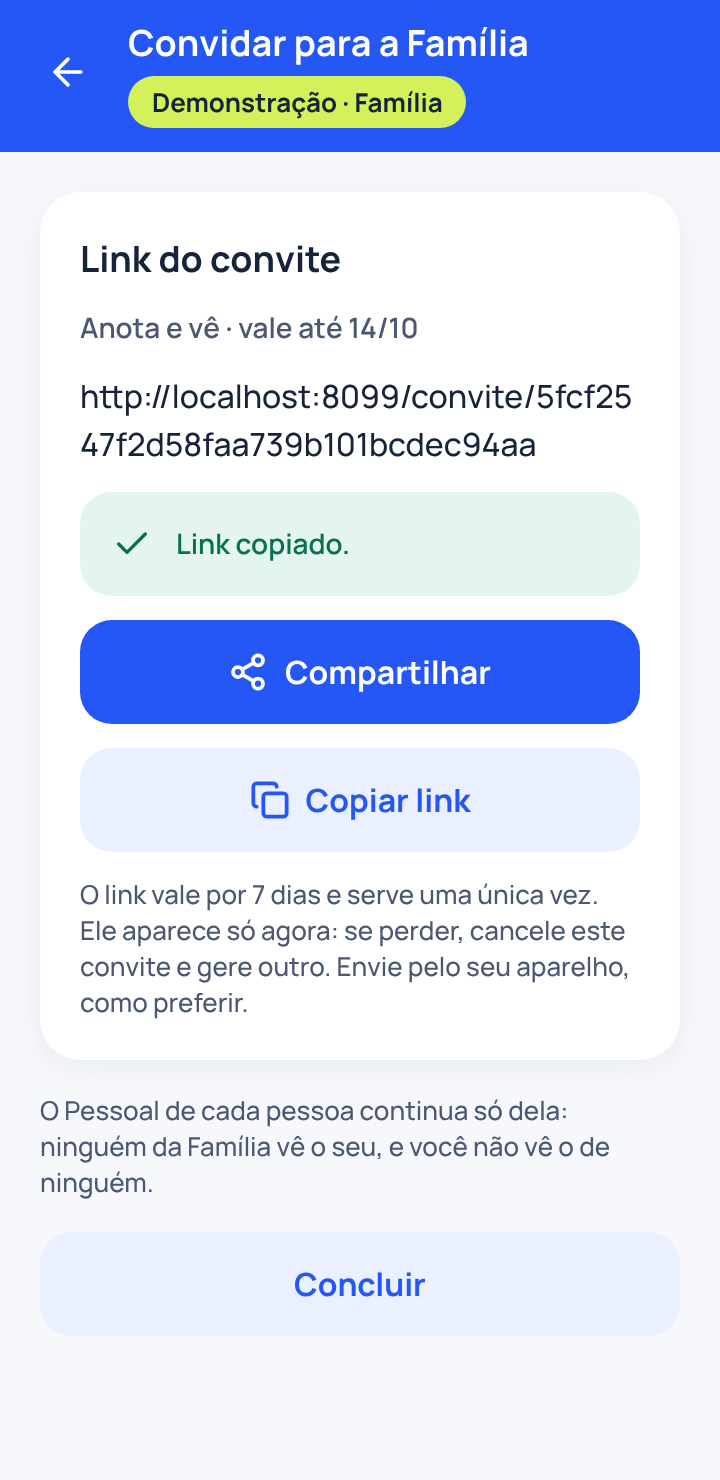 Convidar para a Família
Demonstração · Família
Link do convite
Anota e vê · vale até 14/10
http://localhost:8099/convite/5fcf25
47f2d58faa739b101bcdec94aa
Link copiado.
Compartilhar
Copiar link
O link vale por 7 dias e serve uma única vez.
Ele aparece só agora: se perder, cancele este
convite e gere outro. Envie pelo seu aparelho,
como preferir.
O Pessoal de cada pessoa continua só dela:
ninguém da Família vê o seu, e você não vê o de
ninguém.
Concluir